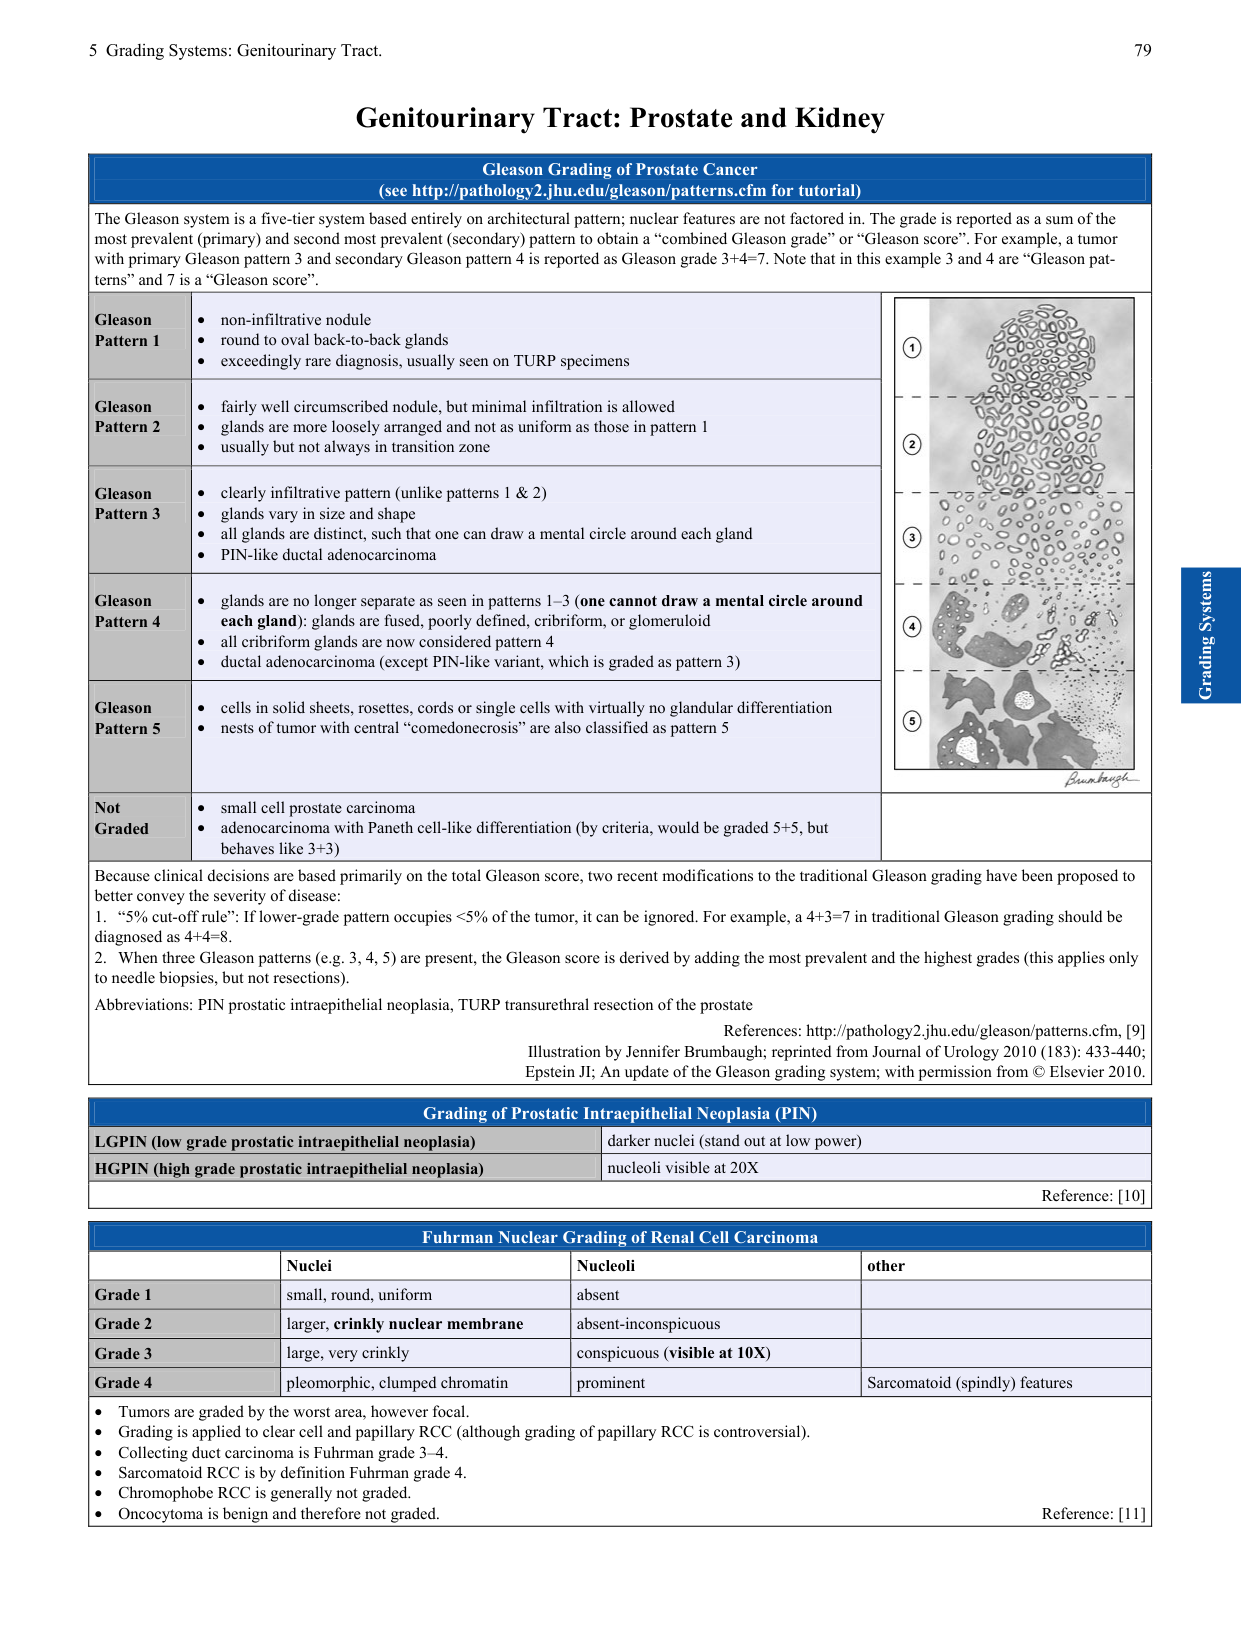 5 Grading Systems: Genitourinary Tract.
79
Genitourinary Tract: Prostate and Kidney
Gleason Grading of Prostate Cancer
(see http://pathology2.jhu.edu/gleason/patterns.cfm for tutorial)
The Gleason system is a five-tier system based entirely on architectural pattern; nuclear features are not factored in. The grade is reported as a sum of the
most prevalent (primary) and second most prevalent (secondary) pattern to obtain a “combined Gleason grade” or “Gleason score”. For example, a tumor
with primary Gleason pattern 3 and secondary Gleason pattern 4 is reported as Gleason grade 3+4=7. Note that in this example 3 and 4 are “Gleason pat-
terns” and 7 is a “Gleason score”.
Gleason
Pattern 1
• non-infiltrative nodule
• round to oval back-to-back glands
• exceedingly rare diagnosis, usually seen on TURP specimens
Gleason
Pattern 2
• fairly well circumscribed nodule, but minimal infiltration is allowed
• glands are more loosely arranged and not as uniform as those in pattern 1
• usually but not always in transition zone
Gleason
Pattern 3
• clearly infiltrative pattern (unlike patterns 1 & 2)
• glands vary in size and shape
• all glands are distinct, such that one can draw a mental circle around each gland
• PIN-like ductal adenocarcinoma
Gleason
Pattern 4
• glands are no longer separate as seen in patterns 1–3 (one cannot draw a mental circle around
each gland): glands are fused, poorly defined, cribriform, or glomeruloid
• all cribriform glands are now considered pattern 4
• ductal adenocarcinoma (except PIN-like variant, which is graded as pattern 3)
Gleason
Pattern 5
• cells in solid sheets, rosettes, cords or single cells with virtually no glandular differentiation
• nests of tumor with central “comedonecrosis” are also classified as pattern 5
1
2
3
4
5
Brumbaugh
Not
Graded
• small cell prostate carcinoma
• adenocarcinoma with Paneth cell-like differentiation (by criteria, would be graded 5+5, but
behaves like 3+3)
Because clinical decisions are based primarily on the total Gleason score, two recent modifications to the traditional Gleason grading have been proposed to
better convey the severity of disease:
1. “5% cut-off rule”: If lower-grade pattern occupies <5% of the tumor, it can be ignored. For example, a 4+3=7 in traditional Gleason grading should be
diagnosed as 4+4=8.
2. When three Gleason patterns (e.g. 3, 4, 5) are present, the Gleason score is derived by adding the most prevalent and the highest grades (this applies only
to needle biopsies, but not resections).
Abbreviations: PIN prostatic intraepithelial neoplasia, TURP transurethral resection of the prostate
References: http://pathology2.jhu.edu/gleason/patterns.cfm, [9]
Illustration by Jennifer Brumbaugh; reprinted from Journal of Urology 2010 (183): 433-440;
Epstein JI; An update of the Gleason grading system; with permission from © Elsevier 2010.
Grading Systems
Grading of Prostatic Intraepithelial Neoplasia (PIN)
LGPIN (low grade prostatic intraepithelial neoplasia)
darker nuclei (stand out at low power)
HGPIN (high grade prostatic intraepithelial neoplasia)
nucleoli visible at 20X
Reference: [10]
Fuhrman Nuclear Grading of Renal Cell Carcinoma
Nuclei
Nucleoli
other
Grade 1
small, round, uniform
absent
Grade 2
larger, crinkly nuclear membrane
absent-inconspicuous
Grade 3
large, very crinkly
conspicuous (visible at 10X)
Grade 4
pleomorphic, clumped chromatin
prominent
Sarcomatoid (spindly) features
• Tumors are graded by the worst area, however focal.
• Grading is applied to clear cell and papillary RCC (although grading of papillary RCC is controversial).
• Collecting duct carcinoma is Fuhrman grade 3–4.
• Sarcomatoid RCC is by definition Fuhrman grade 4.
• Chromophobe RCC is generally not graded.
• Oncocytoma is benign and therefore not graded.
Reference: [11]